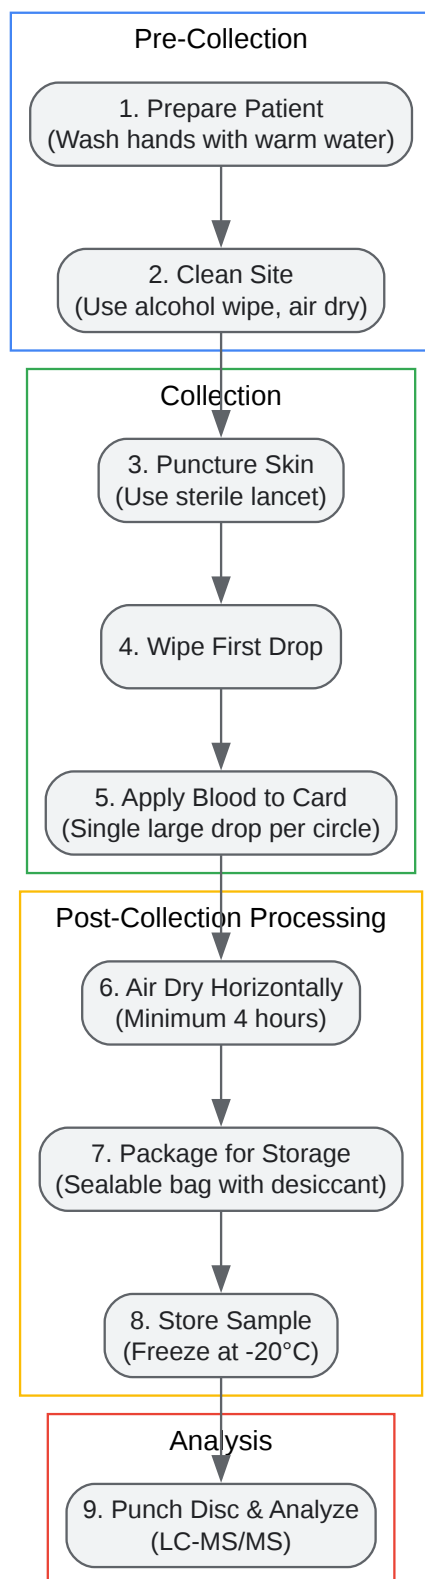 Pre-Collection
1. Prepare Patient
(Wash hands with warm water)
2. Clean Site
(Use alcohol wipe, air dry)
Collection
3. Puncture Skin
(Use sterile lancet)
4. Wipe First Drop
5. Apply Blood to Card
(Single large drop per circle)
Post-Collection Processing
6. Air Dry Horizontally
(Minimum 4 hours)
7. Package for Storage
(Sealable bag with desiccant)
8. Store Sample
(Freeze at -20°C)
Analysis
9. Punch Disc & Analyze
(LC-MS/MS)